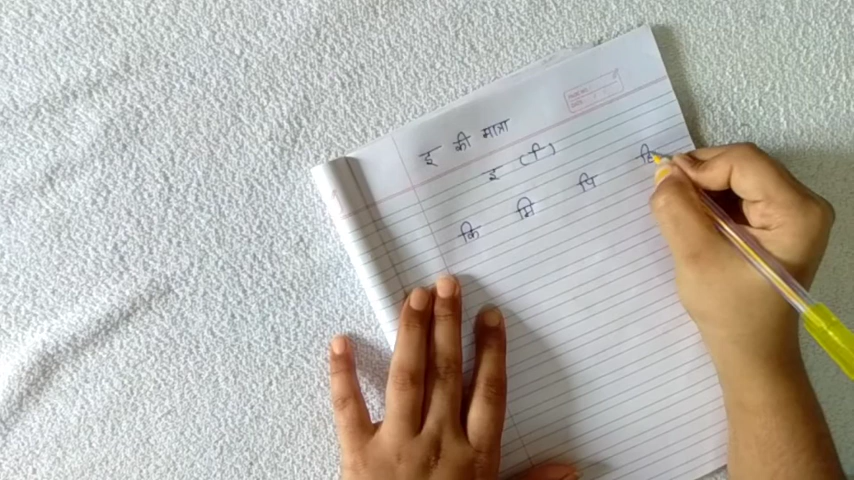 इ की मात्रा
इ ( ि )
कि मि पि